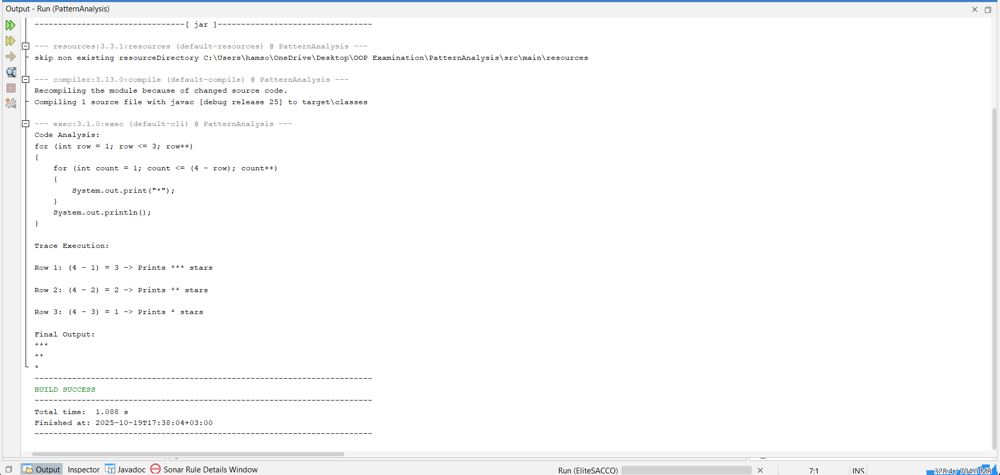 Output - Run (PatternAnalysis)
--------------------------------[ jar ]---------------------------------
--- resources:3.3.1:resources (default-resources) @ PatternAnalysis ---
skip non existing resourceDirectory C:\Users\hamso\OneDrive\Desktop\OOP Examination\PatternAnalysis\src\main\resources
--- compiler:3.13.0:compile (default-compile) @ PatternAnalysis ---
Recompiling the module because of changed source code.
Compiling 1 source file with javac [debug release 25] to target\classes
--- exec:3.1.0:exec (default-cli) @ PatternAnalysis ---
Code Analysis:
for (int row = 1; row <= 3; row++)
{
    for (int count = 1; count <= (4 - row); count++)
    {
        System.out.print("*");
    }
    System.out.println();
}
Trace Execution:
Row 1: (4 - 1) = 3 -> Prints *** stars
Row 2: (4 - 2) = 2 -> Prints ** stars
Row 3: (4 - 3) = 1 -> Prints * stars
Final Output:
***
**
*
------------------------------------------------------------------------
BUILD SUCCESS
------------------------------------------------------------------------
Total time:  1.088 s
Finished at: 2025-10-19T17:38:04+03:00
------------------------------------------------------------------------
Output Inspector Javadoc Sonar Rule Details Window Run (EliteSACCO) 7:1 INS 328.4 / 704.0 MB